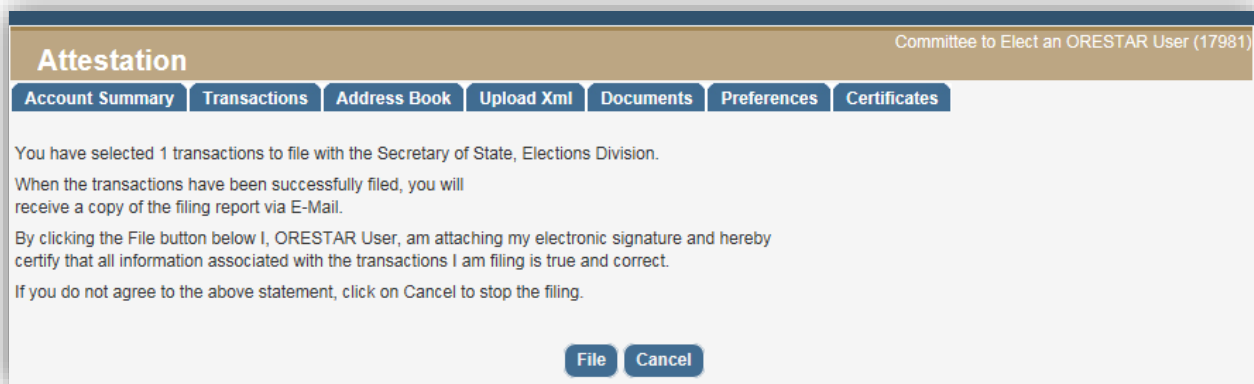 Committee to Elect an ORESTAR User (17981)
Attestation
Account Summary Transactions Address Book Upload Xml Documents Preferences Certificates
You have selected 1 transactions to file with the Secretary of State, Elections Division.
When the transactions have been successfully filed, you will
receive a copy of the filing report via E-Mail.
By clicking the File button below I, ORESTAR User, am attaching my electronic signature and hereby
certify that all information associated with the transactions I am filing is true and correct.
If you do not agree to the above statement, click on Cancel to stop the filing.
File Cancel